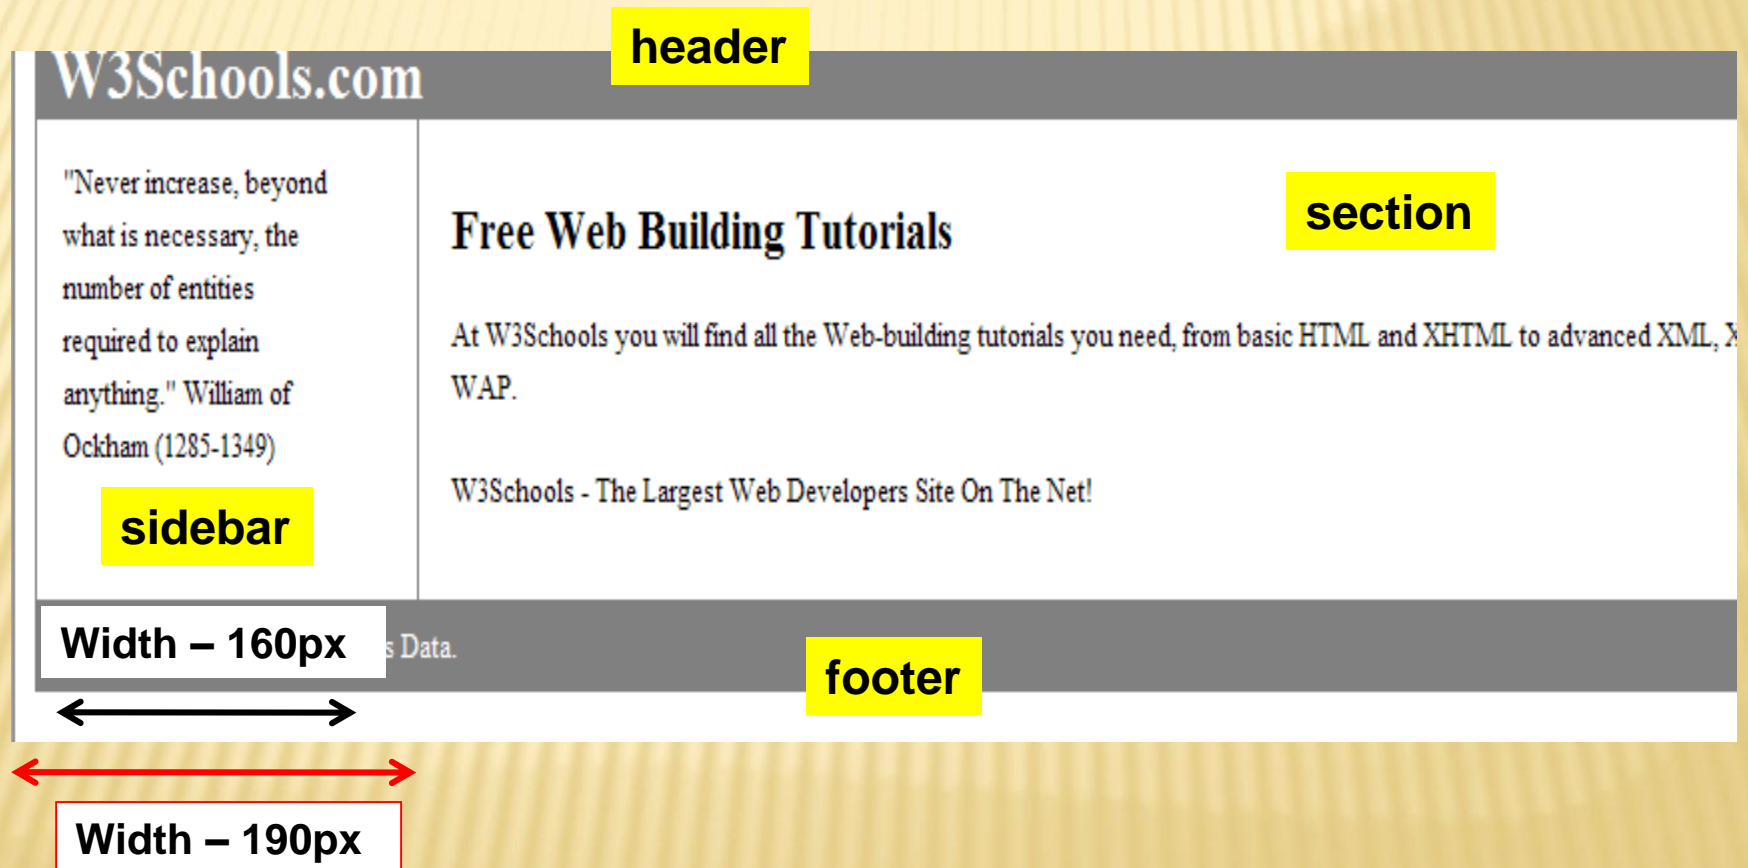 header
W3Schools.com
"Never increase, beyond
what is necessary, the
number of entities
required to explain
anything." William of
Ockham (1285-1349)
sidebar
section
Free Web Building Tutorials
At W3Schools you will find all the Web-building tutorials you need, from basic HTML and XHTML to advanced XML,
WAP.
W3Schools - The Largest Web Developers Site On The Net!
Width – 160px
Data.
footer
Width – 190px